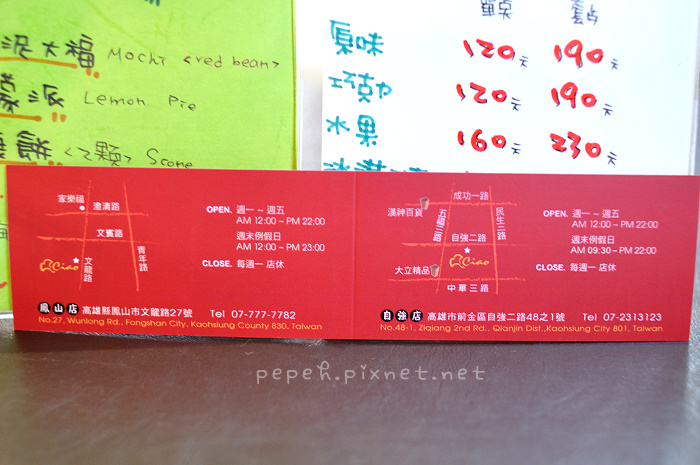 泥大福 Mochi <red bean>
蒙派 Lemon Pie
餅 <2顆> Scone
單点 套点
原味 120元 190元
巧克力 120元 190元
水果 160元 230元
家樂福 澄清路
文賓路
青年路
Ciao
文龍路
OPEN. 週一 ~ 週五
AM 12:00 ~ PM 22:00
週末例假日
AM 12:00 ~ PM 23:00
CLOSE. 每週一 店休
鳳山店 高雄縣鳳山市文龍路27號 Tel 07-777-7782
No.27, Wunlong Rd., Fongshan City, Kaohsiung County 830, Taiwan
成功一路
漢神百貨
五福三路
民生三路
自強二路
Ciao
大立精品
中華三路
OPEN. 週一 ~ 週五
AM 12:00 ~ PM 22:00
週末例假日
AM 09:30 ~ PM 22:00
CLOSE. 每週一 店休
自強店 高雄市前金區自強二路48之1號 Tel 07-2313123
No.48-1, Ziqiang 2nd Rd., Qianjin Dist.,Kaohsiung City 801, Taiwan
pepeh.pixnet.net